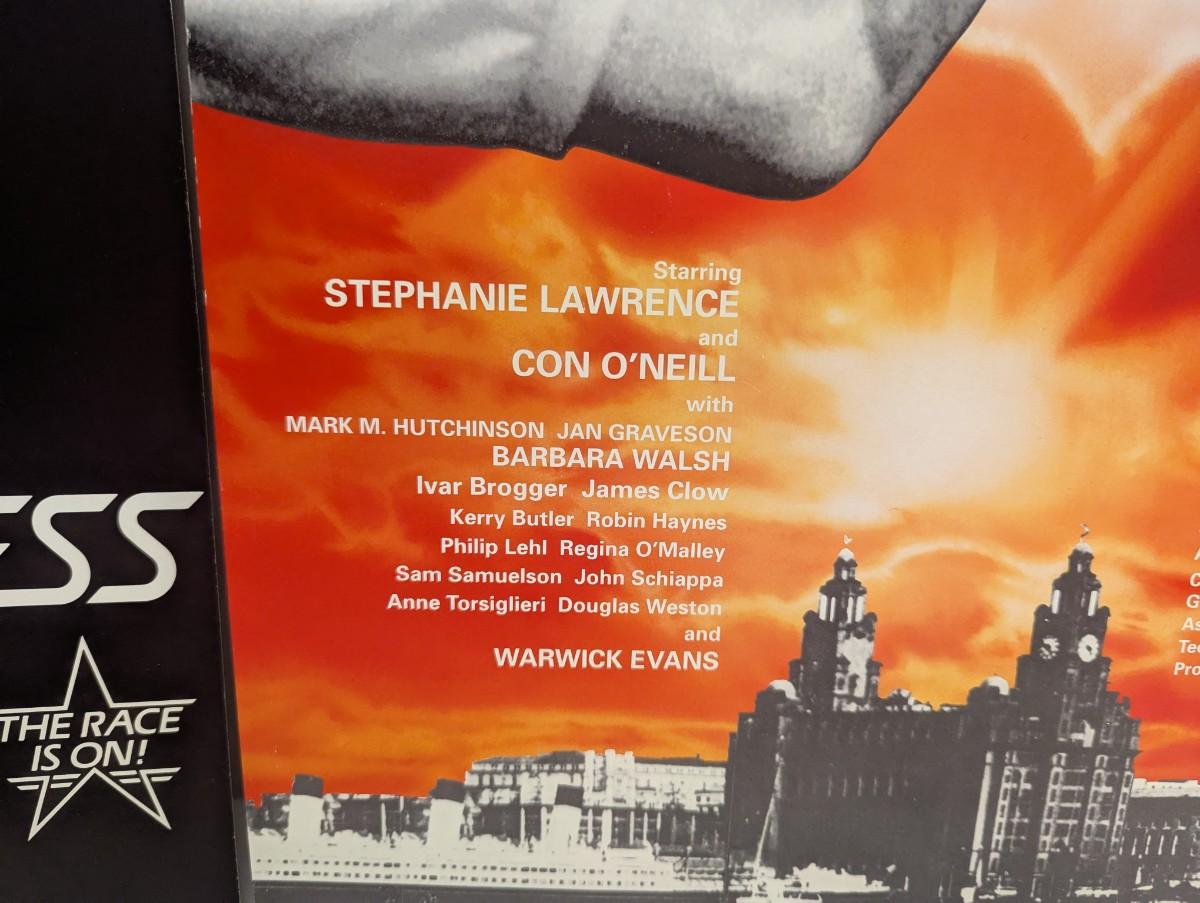 Starring
STEPHANIE LAWRENCE
and
CON O'NEILL
with
MARK M. HUTCHINSON JAN GRAVESON
BARBARA WALSH
Ivar Brogger James Clow
Kerry Butler Robin Haynes
Philip Lehl Regina O'Malley
Sam Samuelson John Schiappa
Anne Torsiglieri Douglas Weston
and
WARWICK EVANS
ESS
THE RACE
IS ON!